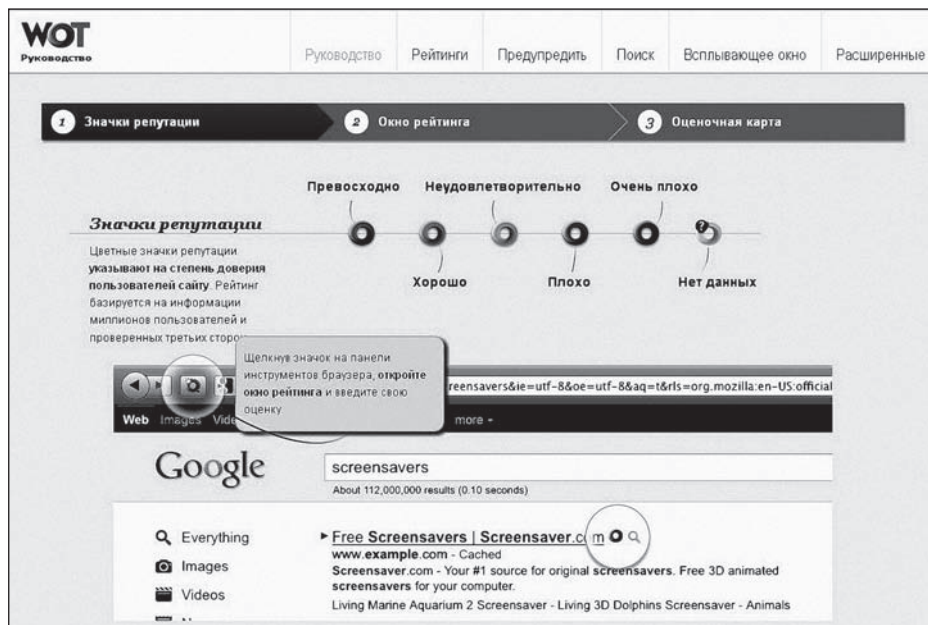 WOT
Руководство
Руководство Рейтинги Предупредить Поиск Всплывающее окно Расширенные
1 Значки репутации 2 Окно рейтинга 3 Оценочная карта
Превосходно Неудовлетворительно Очень плохо
Значки репутации
Хорошо Плохо Нет данных
Цветные значки репутации
указывают на степень доверия
пользователей сайту. Рейтинг
базируется на информации
миллионов пользователей и
проверенных третьих сторон
Щелкнув значок на панели
инструментов браузера, откройте
окно рейтинга и введите свою
оценку
reensavers&ie=utf-8&oe=utf-8&aq=t&rls=org.mozilla:en-US:official
Web Images Vide more
Google
screensavers
About 112,000,000 results (0.10 seconds)
Everything
Images
Videos
Free Screensavers | Screensaver.com
www.example.com - Cached
Screensaver.com - Your #1 source for original screensavers. Free 3D animated
screensavers for your computer.
Living Marine Aquarium 2 Screensaver - Living 3D Dolphins Screensaver - Animals